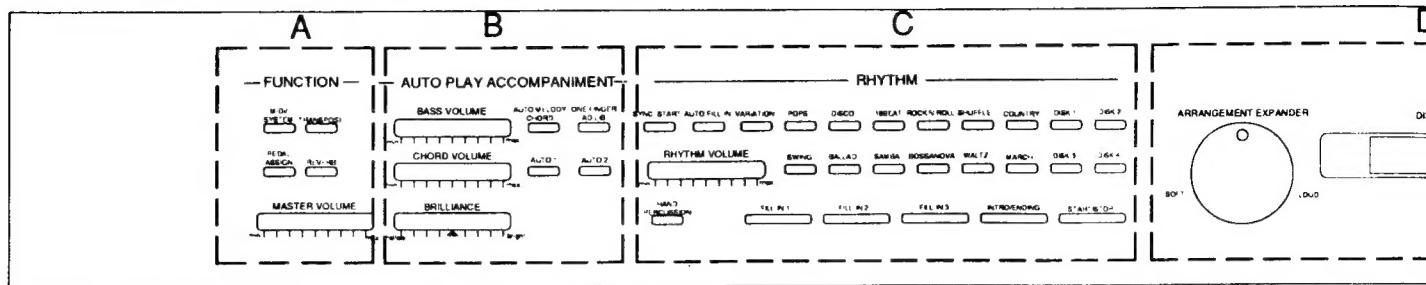 A B C D
FUNCTION
MIDI/ SYSTEM TRANSPOSE
PEDAL ASSIGN REVERB
MASTER VOLUME
AUTO PLAY ACCOMPANIMENT
BASS VOLUME AUTO MELODY CHORD ONE FINGER AD LIB
CHORD VOLUME AUTO 1 AUTO 2
BRILLIANCE
RHYTHM
SYNC START AUTO FILL IN VARIATION POPS DISCO 16BEAT ROCK'N'ROLL SHUFFLE COUNTRY DISK 1 DISK 2
RHYTHM VOLUME SWING BALLAD SAMBA BOSSANOVA WALTZ MARCH DISK 3 DISK 4
HAND PERCUSSION FILL IN 1 FILL IN 2 FILL IN 3 INTRO/ENDING START/STOP
ARRANGEMENT EXPANDER
SOFT LOUD